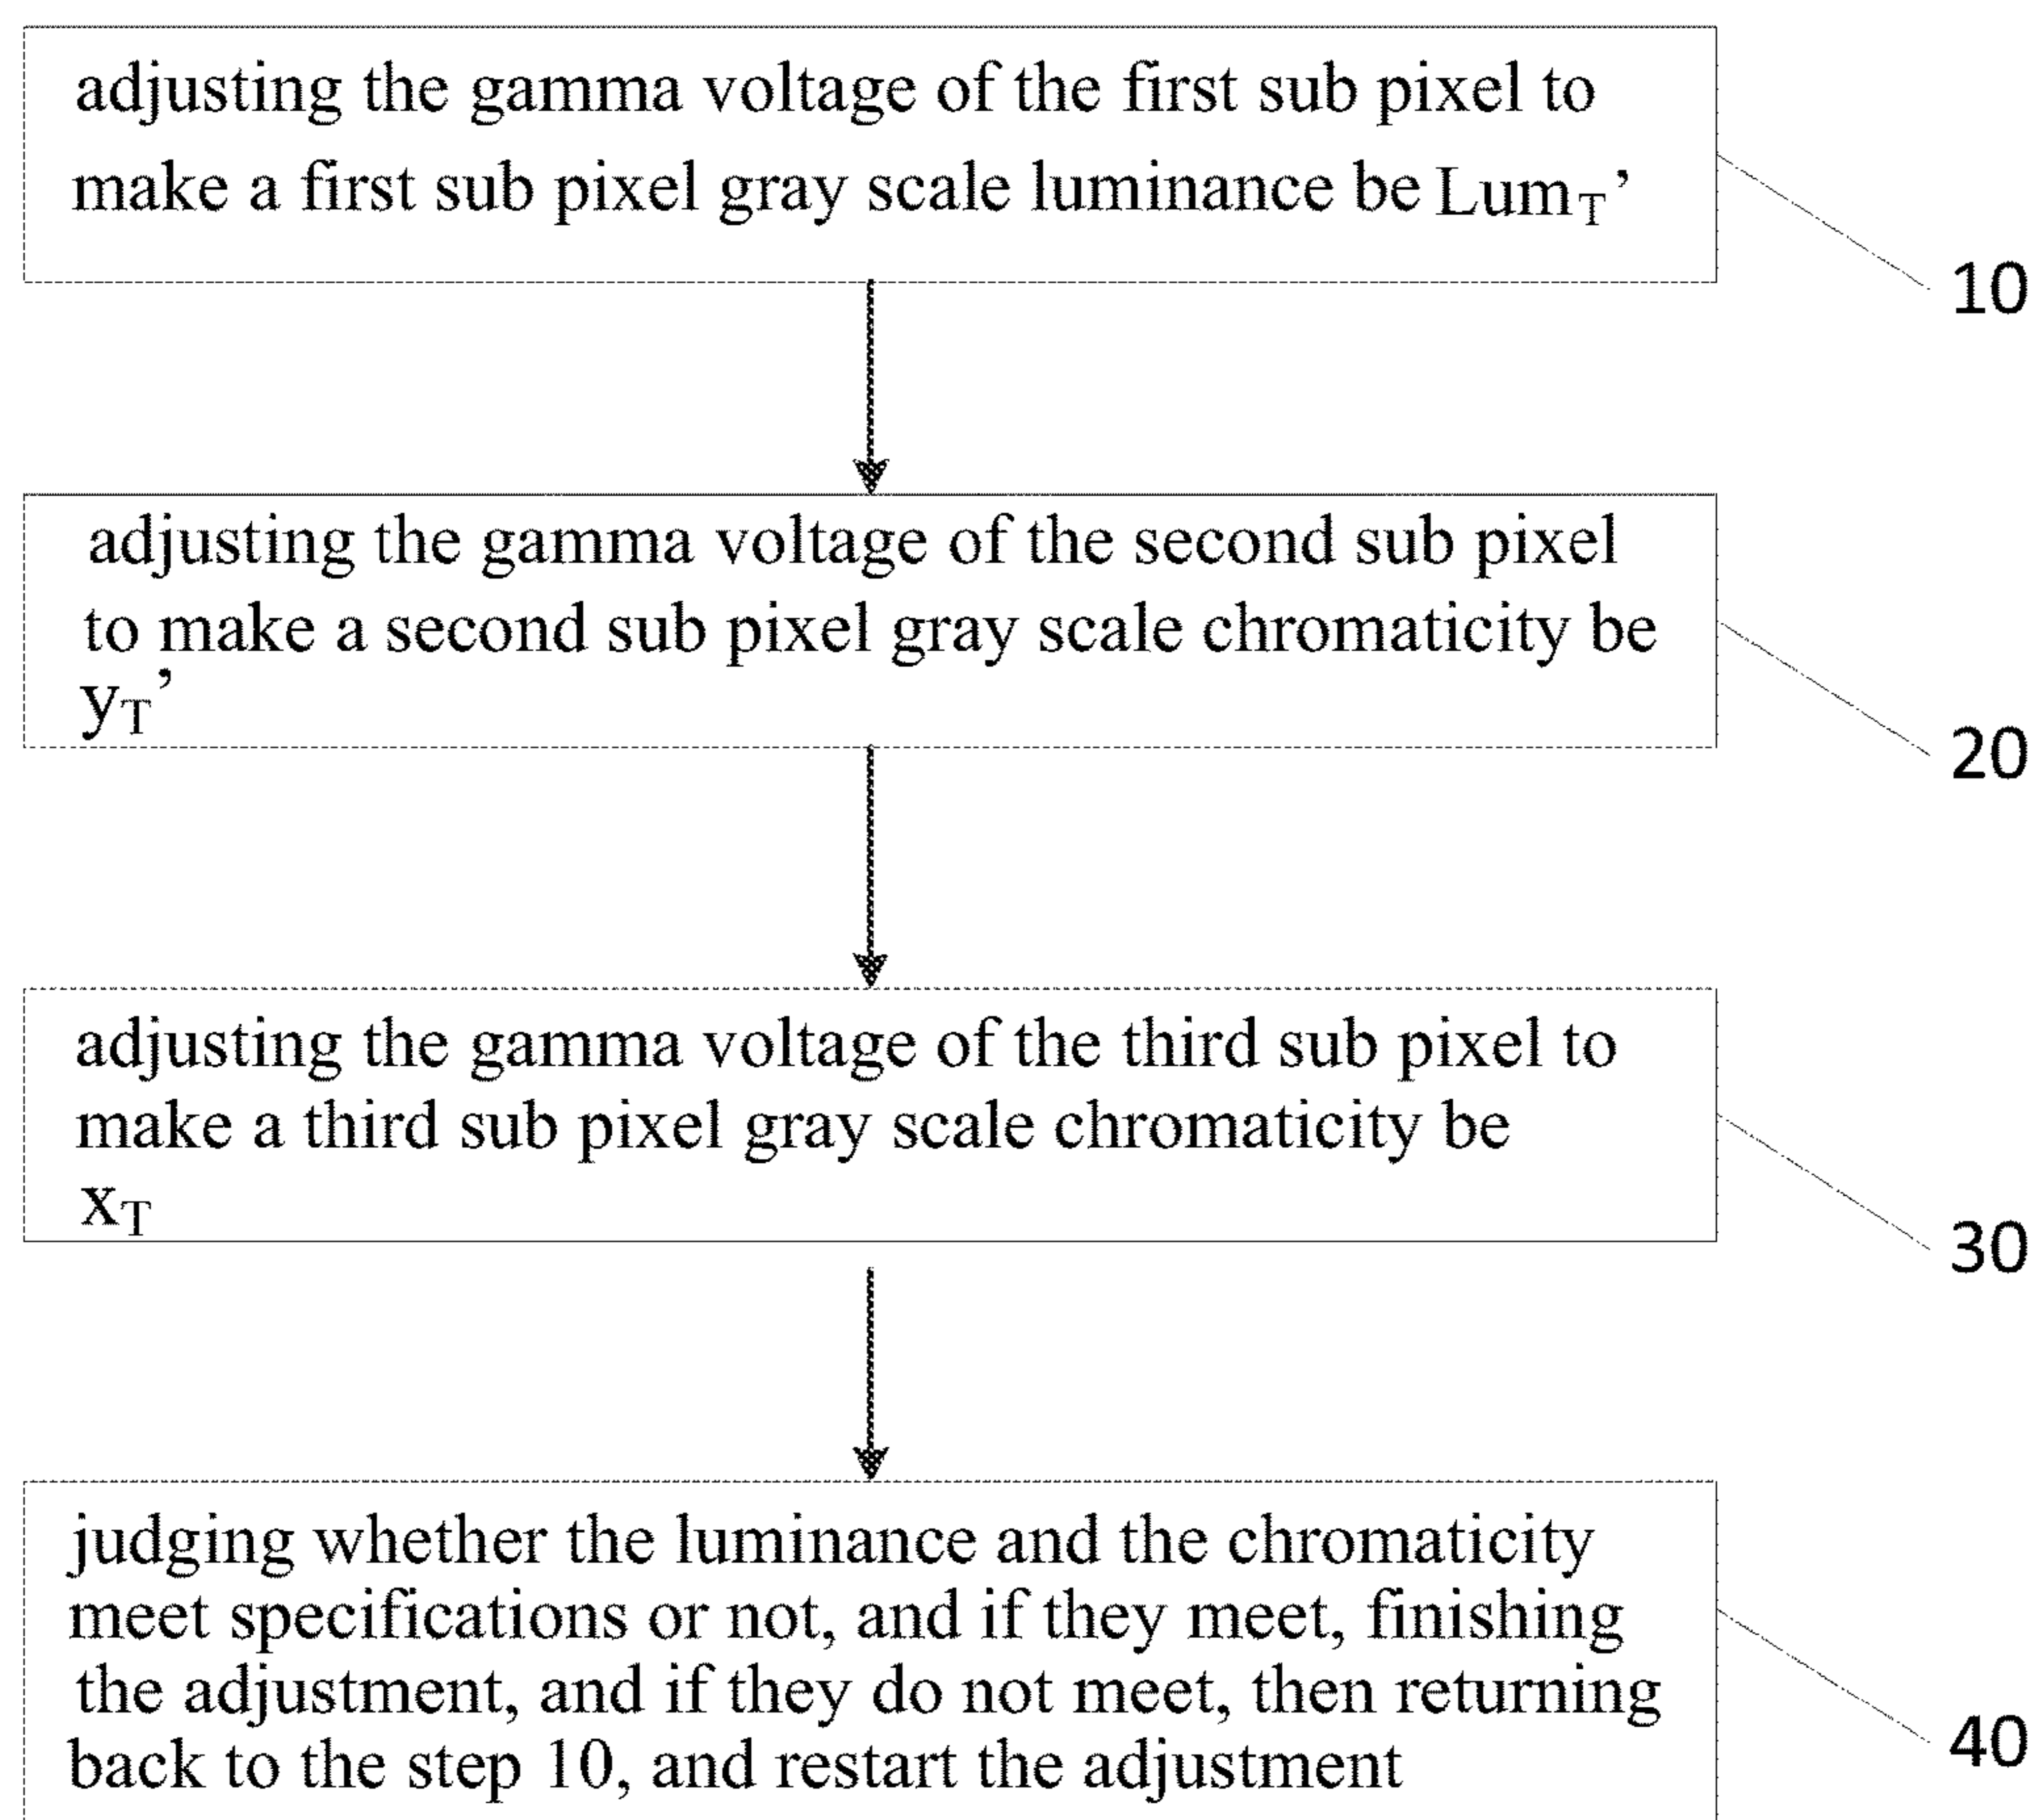 adjusting the gamma voltage of the first sub pixel to
make a first sub pixel gray scale luminance be Lum_T’
10
adjusting the gamma voltage of the second sub pixel
to make a second sub pixel gray scale chromaticity be
y_T’
20
adjusting the gamma voltage of the third sub pixel to
make a third sub pixel gray scale chromaticity be
x_T
30
judging whether the luminance and the chromaticity
meet specifications or not, and if they meet, finishing
the adjustment, and if they do not meet, then returning
back to the step 10, and restart the adjustment
40